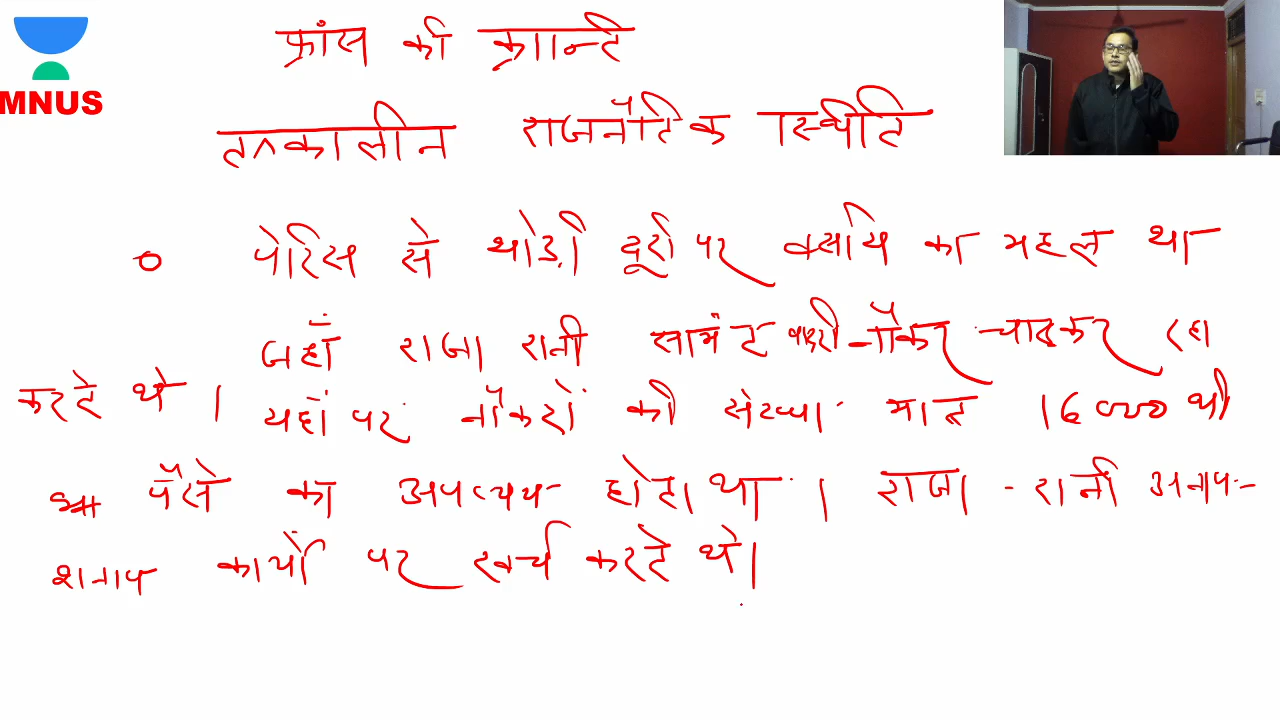 MNUS
फ्रांस की क्रान्ति
तत्कालीन राजनैतिक स्थिति
० पेरिस से थोड़ी दूरी पर वर्साय का महल था
जहाँ राजा रानी सामंत नौकर-चाकर रहा
करते थे । यहाँ पर नौकरों की संख्या मात्र 16000 थी
पैसे का अपव्यय होता था । राजा - रानी अनाप-
शनाप कार्यों पर खर्च करते थे।